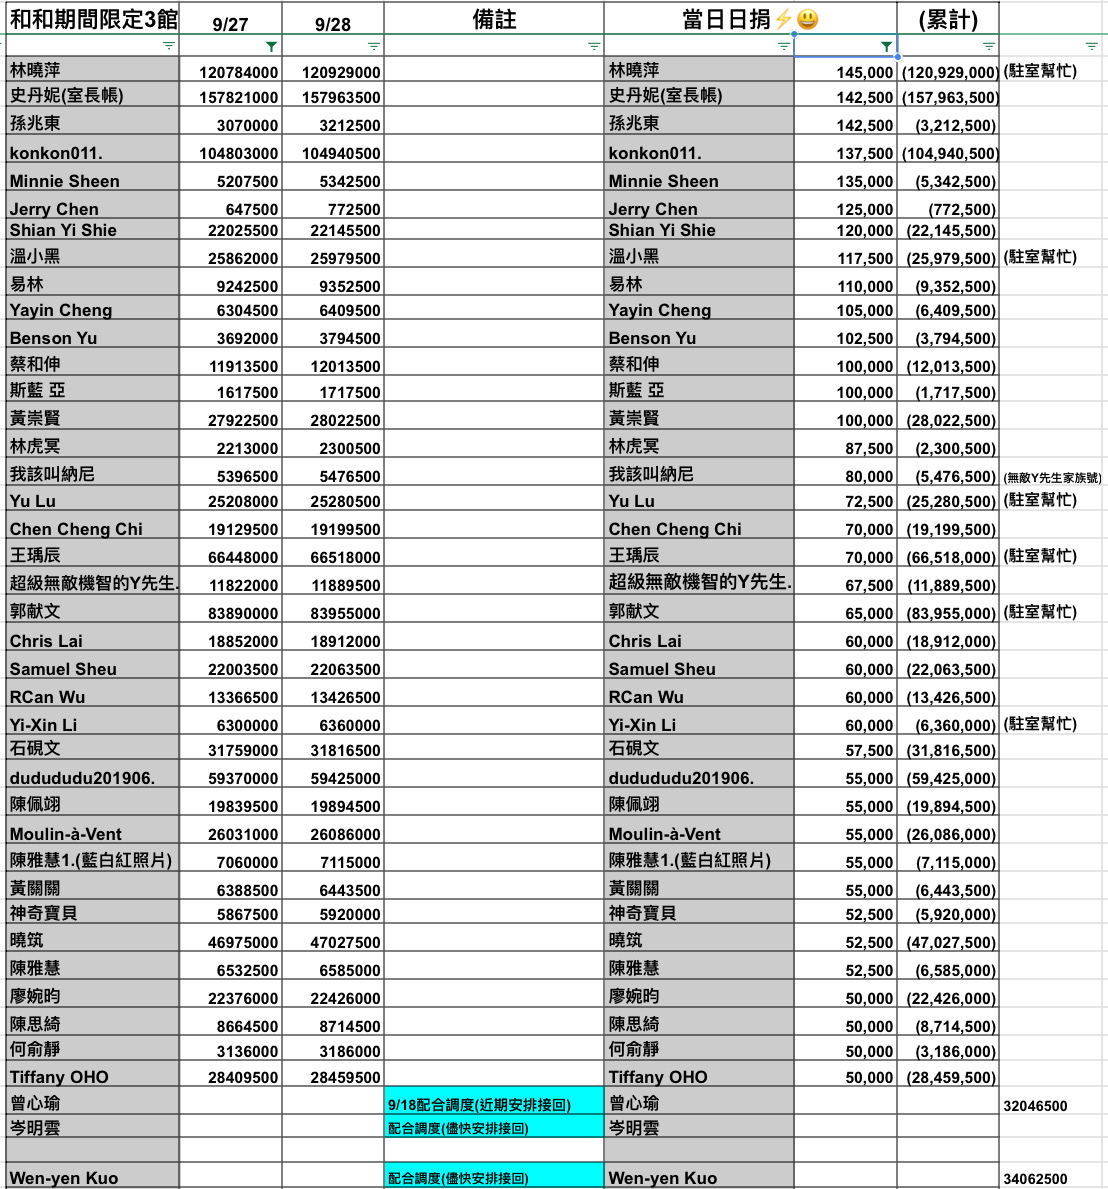 和和期間限定3館 9/27 9/28 備註 當日日捐⚡😃 (累計)
林曉萍 120784000 120929000 林曉萍 145,000 (120,929,000) (駐室幫忙)
史丹妮(室長帳) 157821000 157963500 史丹妮(室長帳) 142,500 (157,963,500)
孫兆東 3070000 3212500 孫兆東 142,500 (3,212,500)
konkon011. 104803000 104940500 konkon011. 137,500 (104,940,500)
Minnie Sheen 5207500 5342500 Minnie Sheen 135,000 (5,342,500)
Jerry Chen 647500 772500 Jerry Chen 125,000 (772,500)
Shian Yi Shie 22025500 22145500 Shian Yi Shie 120,000 (22,145,500)
溫小黑 25862000 25979500 溫小黑 117,500 (25,979,500) (駐室幫忙)
易林 9242500 9352500 易林 110,000 (9,352,500)
Yayin Cheng 6304500 6409500 Yayin Cheng 105,000 (6,409,500)
Benson Yu 3692000 3794500 Benson Yu 102,500 (3,794,500)
蔡和伸 11913500 12013500 蔡和伸 100,000 (12,013,500)
斯藍 亞 1617500 1717500 斯藍 亞 100,000 (1,717,500)
黃崇賢 27922500 28022500 黃崇賢 100,000 (28,022,500)
林虎冥 2213000 2300500 林虎冥 87,500 (2,300,500)
我該叫納尼 5396500 5476500 我該叫納尼 80,000 (5,476,500) (無敵Y先生家族號)
Yu Lu 25208000 25280500 Yu Lu 72,500 (25,280,500) (駐室幫忙)
Chen Cheng Chi 19129500 19199500 Chen Cheng Chi 70,000 (19,199,500)
王瑀辰 66448000 66518000 王瑀辰 70,000 (66,518,000) (駐室幫忙)
超級無敵機智的Y先生. 11822000 11889500 超級無敵機智的Y先生. 67,500 (11,889,500)
郭献文 83890000 83955000 郭献文 65,000 (83,955,000) (駐室幫忙)
Chris Lai 18852000 18912000 Chris Lai 60,000 (18,912,000)
Samuel Sheu 22003500 22063500 Samuel Sheu 60,000 (22,063,500)
RCan Wu 13366500 13426500 RCan Wu 60,000 (13,426,500)
Yi-Xin Li 6300000 6360000 Yi-Xin Li 60,000 (6,360,000) (駐室幫忙)
石硯文 31759000 31816500 石硯文 57,500 (31,816,500)
dudududu201906. 59370000 59425000 dudududu201906. 55,000 (59,425,000)
陳佩翊 19839500 19894500 陳佩翊 55,000 (19,894,500)
Moulin-à-Vent 26031000 26086000 Moulin-à-Vent 55,000 (26,086,000)
陳雅慧1.(藍白紅照片) 7060000 7115000 陳雅慧1.(藍白紅照片) 55,000 (7,115,000)
黃關關 6388500 6443500 黃關關 55,000 (6,443,500)
神奇寶貝 5867500 5920000 神奇寶貝 52,500 (5,920,000)
曉筑 46975000 47027500 曉筑 52,500 (47,027,500)
陳雅慧 6532500 6585000 陳雅慧 52,500 (6,585,000)
廖婉昀 22376000 22426000 廖婉昀 50,000 (22,426,000)
陳思綺 8664500 8714500 陳思綺 50,000 (8,714,500)
何俞靜 3136000 3186000 何俞靜 50,000 (3,186,000)
Tiffany OHO 28409500 28459500 Tiffany OHO 50,000 (28,459,500)
曾心瑜 9/18配合調度(近期安排接回) 曾心瑜 32046500
岑明雲 配合調度(儘快安排接回) 岑明雲
Wen-yen Kuo 配合調度(儘快安排接回) Wen-yen Kuo 34062500